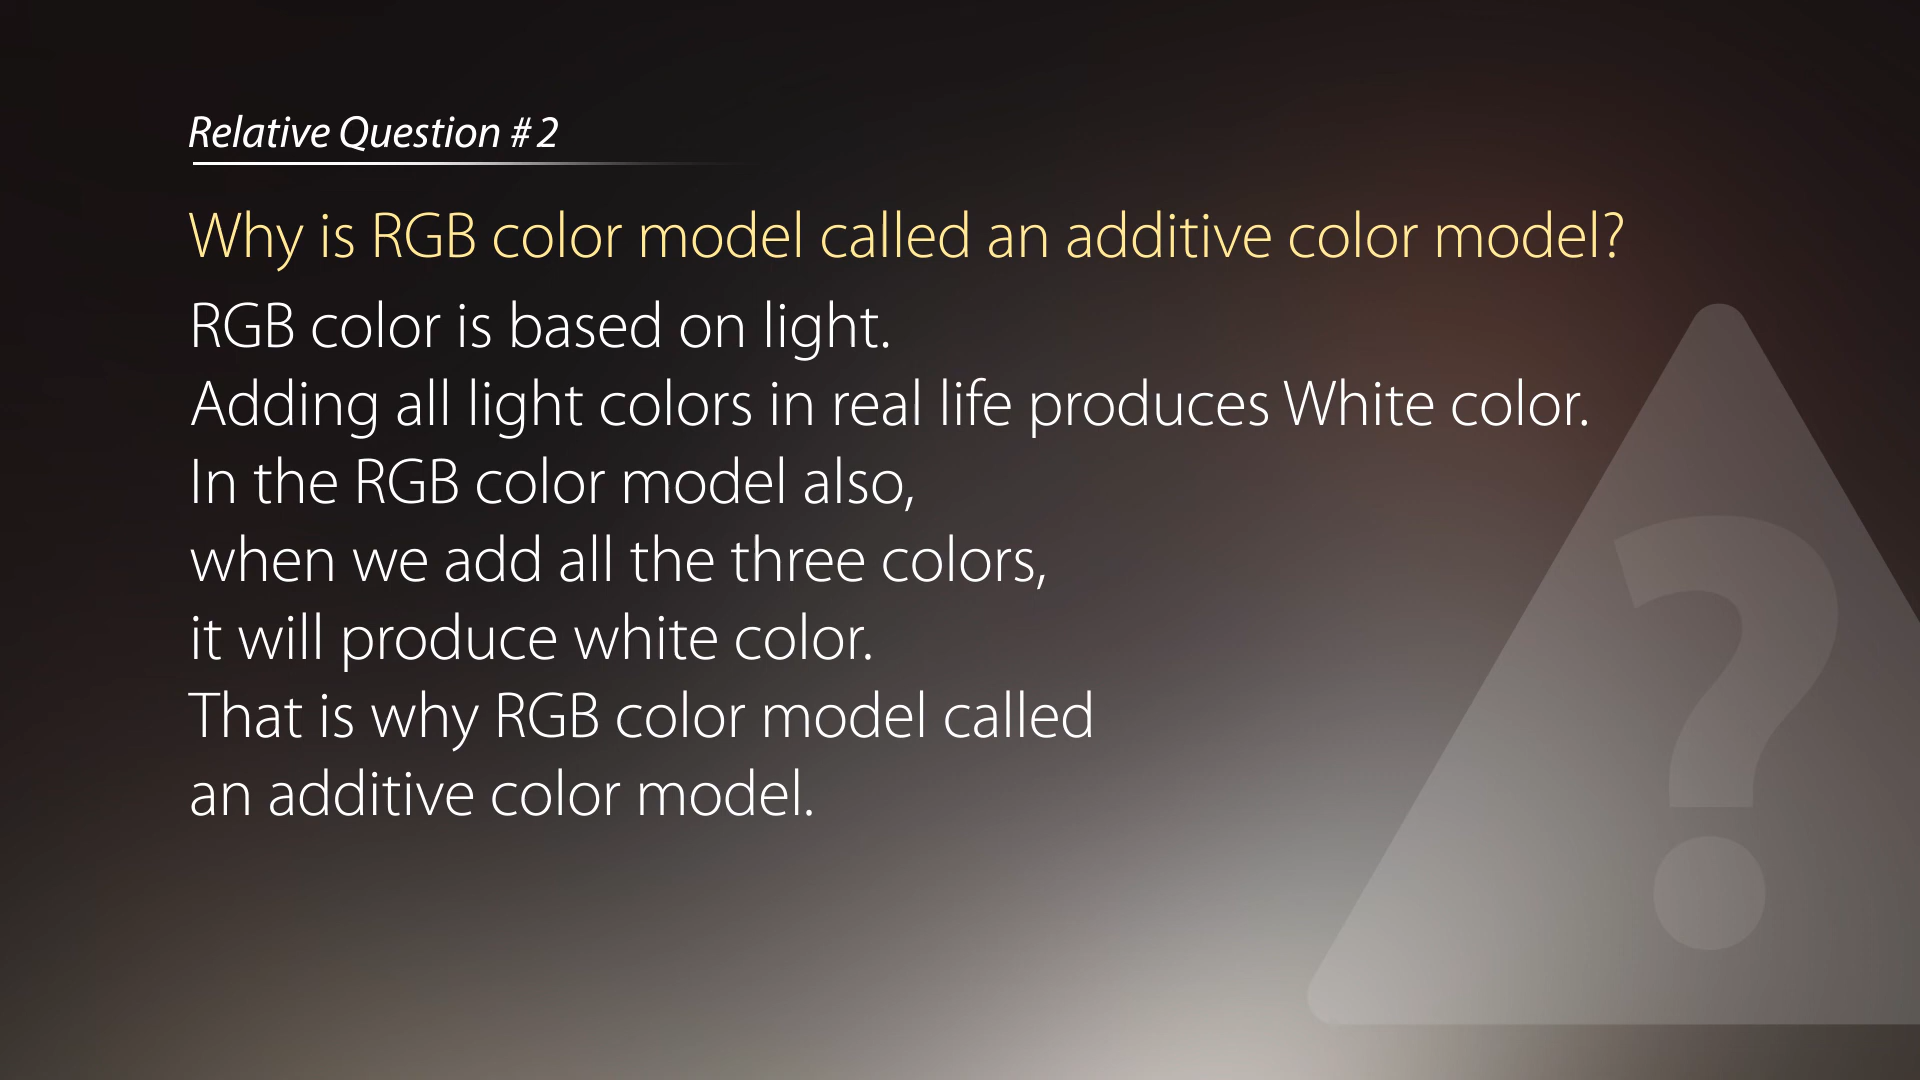 Relative Question # 2
Why is RGB color model called an additive color model?
RGB color is based on light.
Adding all light colors in real life produces White color.
In the RGB color model also,
when we add all the three colors,
it will produce white color.
That is why RGB color model called
an additive color model.
?